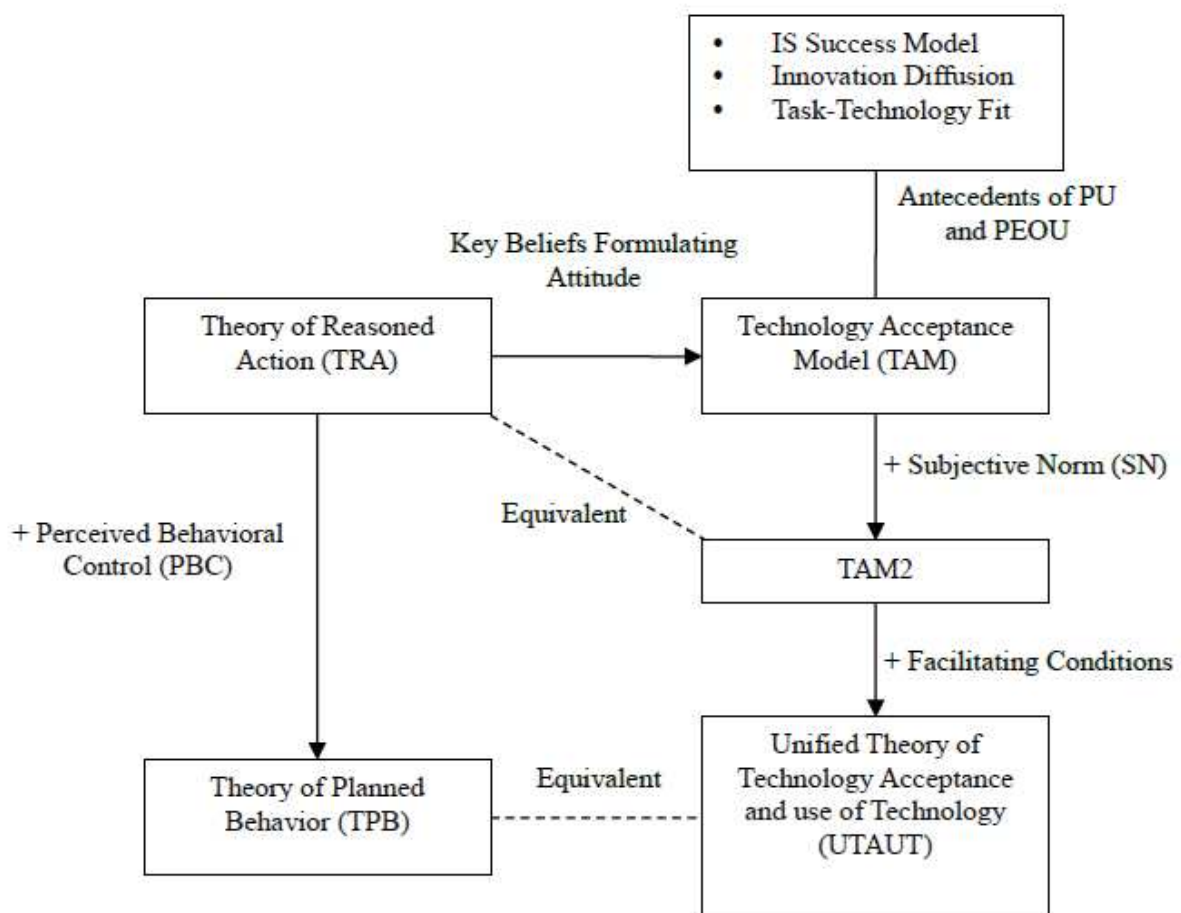 • IS Success Model
• Innovation Diffusion
• Task-Technology Fit
Antecedents of PU
and PEOU
Key Beliefs Formulating
Attitude
Theory of Reasoned
Action (TRA)
Technology Acceptance
Model (TAM)
+ Subjective Norm (SN)
Equivalent
+ Perceived Behavioral
Control (PBC)
TAM2
+ Facilitating Conditions
Theory of Planned
Behavior (TPB)
Equivalent
Unified Theory of
Technology Acceptance
and use of Technology
(UTAUT)